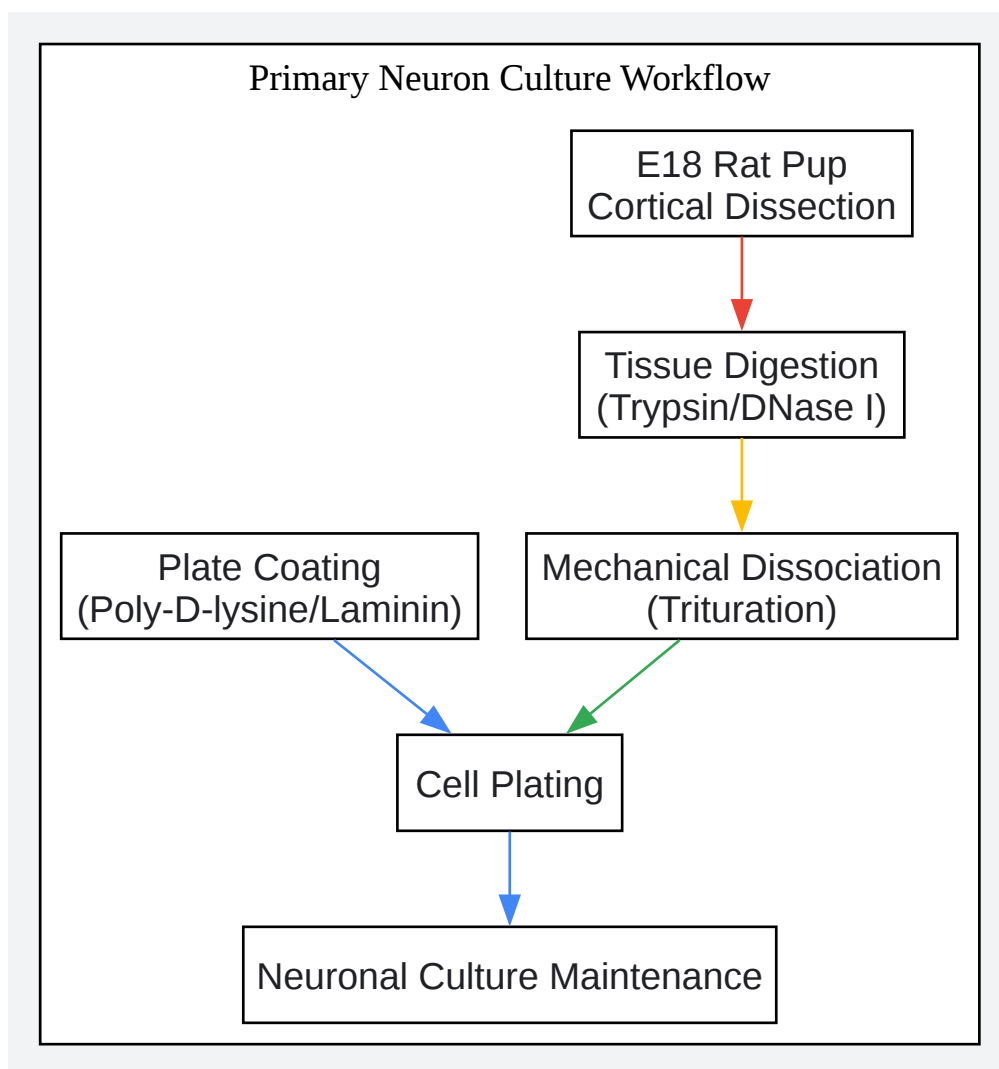 Primary Neuron Culture Workflow
E18 Rat Pup
Cortical Dissection
Tissue Digestion
(Trypsin/DNase I)
Plate Coating
(Poly-D-lysine/Laminin)
Mechanical Dissociation
(Trituration)
Cell Plating
Neuronal Culture Maintenance